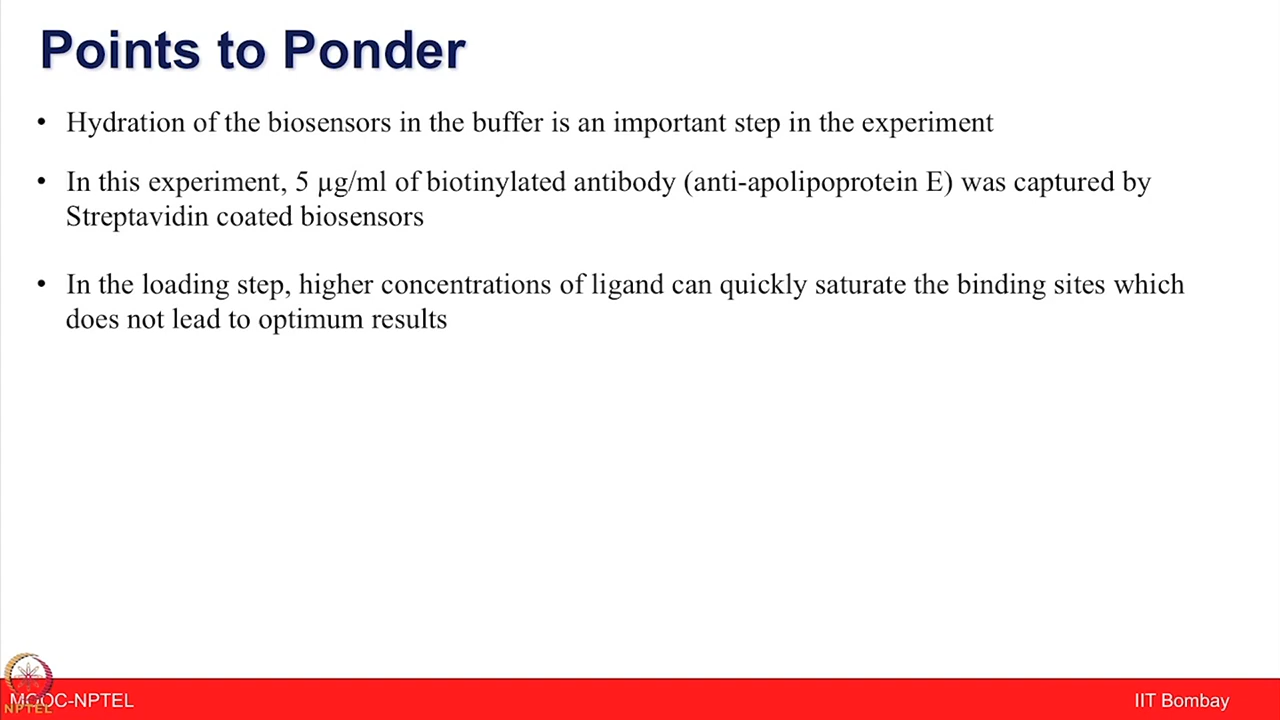 Points to Ponder
• Hydration of the biosensors in the buffer is an important step in the experiment
• In this experiment, 5 µg/ml of biotinylated antibody (anti-apolipoprotein E) was captured by
Streptavidin coated biosensors
• In the loading step, higher concentrations of ligand can quickly saturate the binding sites which
does not lead to optimum results
MOOC-NPTEL
NPTEL
IIT Bombay